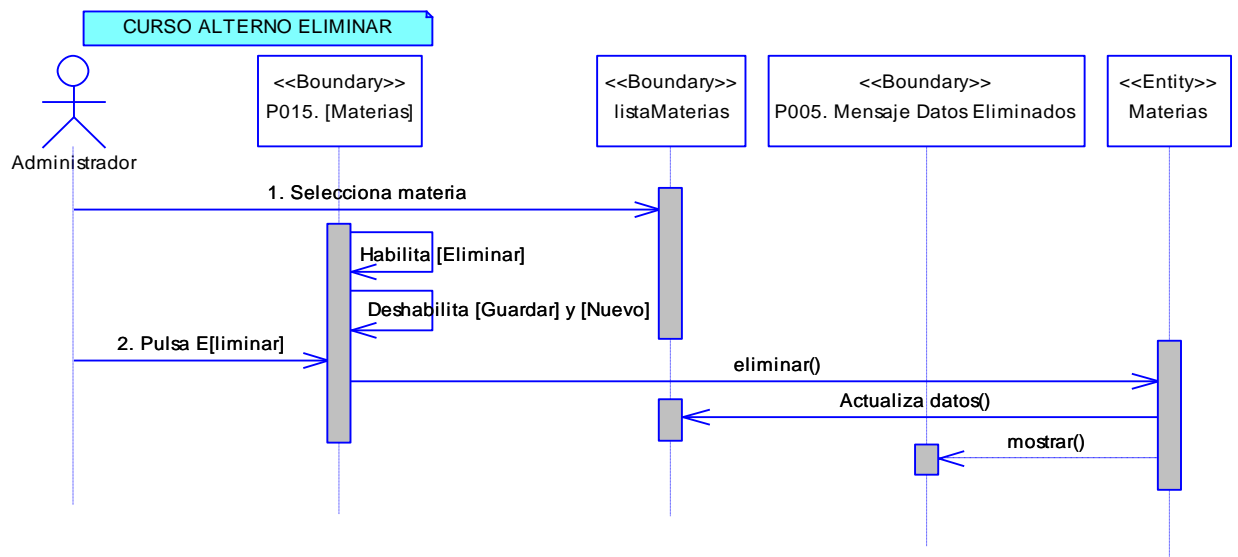 CURSO ALTERNO ELIMINAR
Administrador
<<Boundary>>
P015. [Materias]
<<Boundary>>
listaMaterias
<<Boundary>>
P005. Mensaje Datos Eliminados
<<Entity>>
Materias
1. Selecciona materia
Habilita [Eliminar]
Deshabilita [Guardar] y [Nuevo]
2. Pulsa E[liminar]
eliminar()
Actualiza datos()
mostrar()